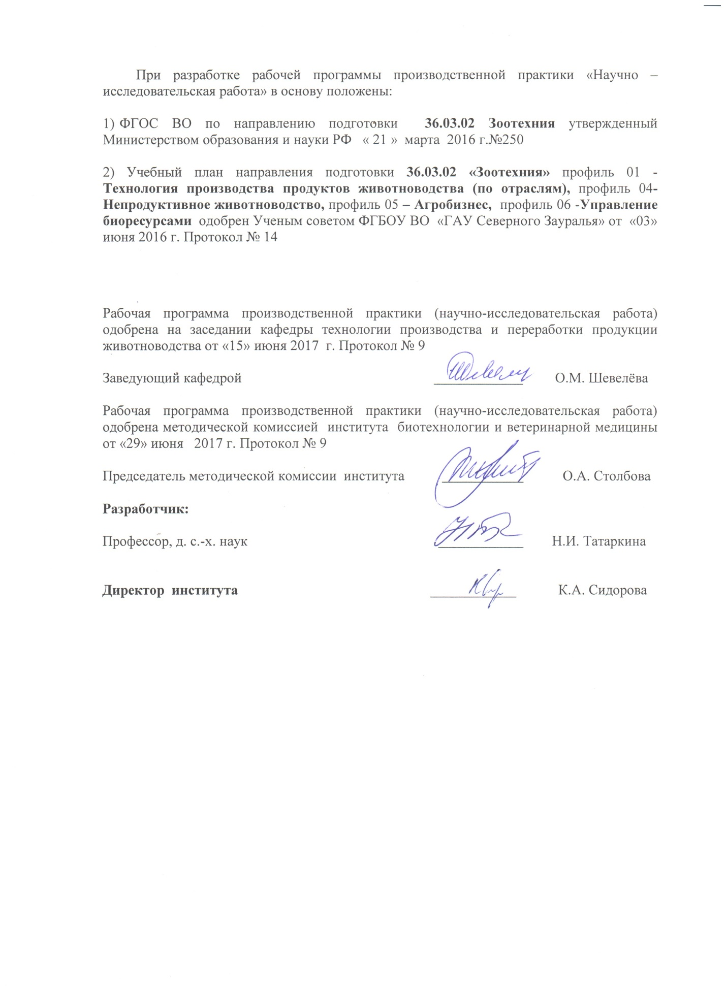 При разработке рабочей программы производственной практики «Научно –
исследовательская работа» в основу положены:
1) ФГОС ВО по направлению подготовки 36.03.02 Зоотехния утвержденный
Министерством образования и науки РФ « 21 » марта 2016 г.№250
2) Учебный план направления подготовки 36.03.02 «Зоотехния» профиль 01 -
Технология производства продуктов животноводства (по отраслям), профиль 04-
Непродуктивное животноводство, профиль 05 – Агробизнес, профиль 06 -Управление
биоресурсами одобрен Ученым советом ФГБОУ ВО «ГАУ Северного Зауралья» от «03»
июня 2016 г. Протокол № 14
Рабочая программа производственной практики (научно-исследовательская работа)
одобрена на заседании кафедры технологии производства и переработки продукции
животноводства от «15» июня 2017 г. Протокол № 9
Заведующий кафедрой О.М. Шевелёва
Рабочая программа производственной практики (научно-исследовательская работа)
одобрена методической комиссией института биотехнологии и ветеринарной медицины
от «29» июня 2017 г. Протокол № 9
Председатель методической комиссии института О.А. Столбова
Разработчик:
Профессор, д. с.-х. наук Н.И. Татаркина
Директор института К.А. Сидорова